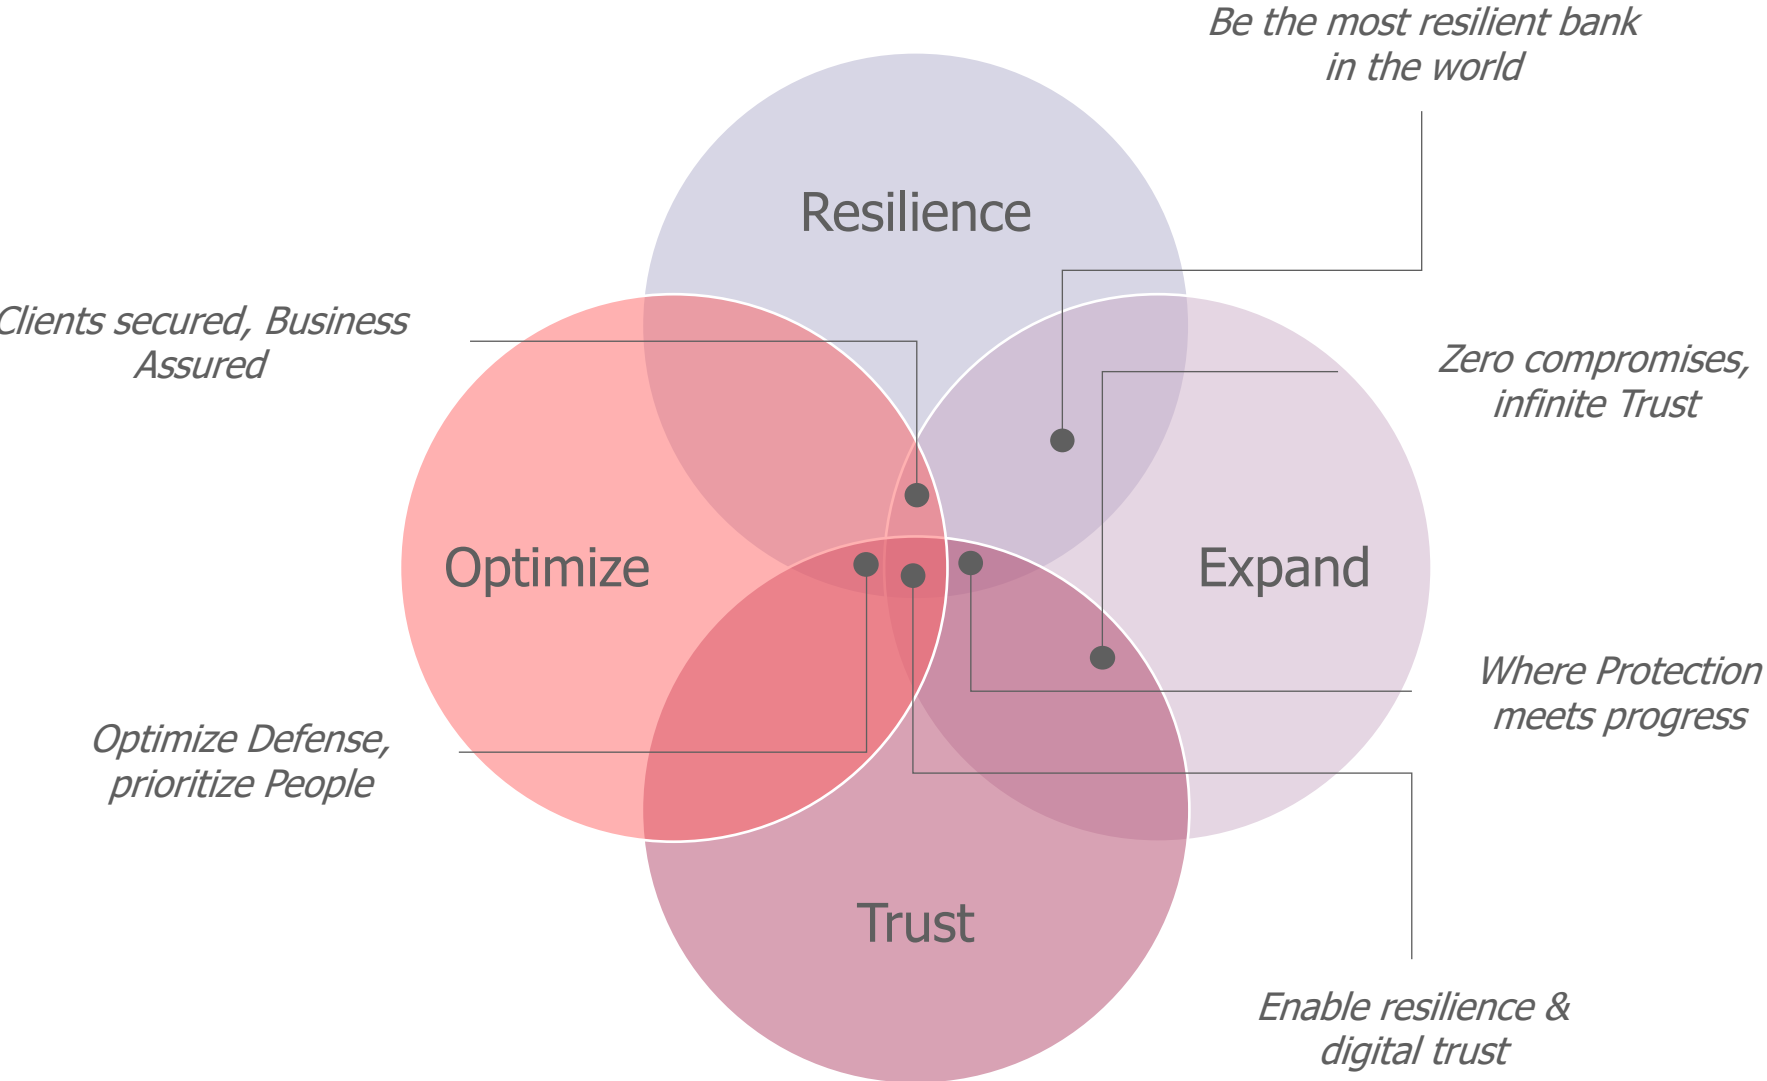 Be the most resilient bank
in the world
Resilience
Clients secured, Business
Assured
Zero compromises,
infinite Trust
Optimize
Expand
Where Protection
meets progress
Optimize Defense,
prioritize People
Trust
Enable resilience &
digital trust